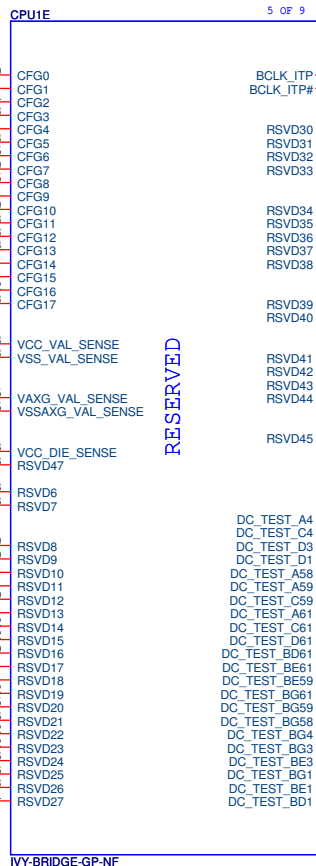 CPU1E
5 OF 9
CFG0
CFG1
CFG2
CFG3
CFG4
CFG5
CFG6
CFG7
CFG8
CFG9
CFG10
CFG11
CFG12
CFG13
CFG14
CFG15
CFG16
CFG17
VCC_VAL_SENSE
VSS_VAL_SENSE
VAXG_VAL_SENSE
VSSAXG_VAL_SENSE
VCC_DIE_SENSE
RSVD47
RSVD6
RSVD7
RSVD8
RSVD9
RSVD10
RSVD11
RSVD12
RSVD13
RSVD14
RSVD15
RSVD16
RSVD17
RSVD18
RSVD19
RSVD20
RSVD21
RSVD22
RSVD23
RSVD24
RSVD25
RSVD26
RSVD27
RESERVED
BCLK_ITP
BCLK_ITP#
RSVD30
RSVD31
RSVD32
RSVD33
RSVD34
RSVD35
RSVD36
RSVD37
RSVD38
RSVD39
RSVD40
RSVD41
RSVD42
RSVD43
RSVD44
RSVD45
DC_TEST_A4
DC_TEST_C4
DC_TEST_D3
DC_TEST_D1
DC_TEST_A58
DC_TEST_A59
DC_TEST_C59
DC_TEST_A61
DC_TEST_C61
DC_TEST_D61
DC_TEST_BD61
DC_TEST_BE61
DC_TEST_BE59
DC_TEST_BG61
DC_TEST_BG59
DC_TEST_BG58
DC_TEST_BG4
DC_TEST_BG3
DC_TEST_BE3
DC_TEST_BG1
DC_TEST_BE1
DC_TEST_BD1
IVY-BRIDGE-GP-NF